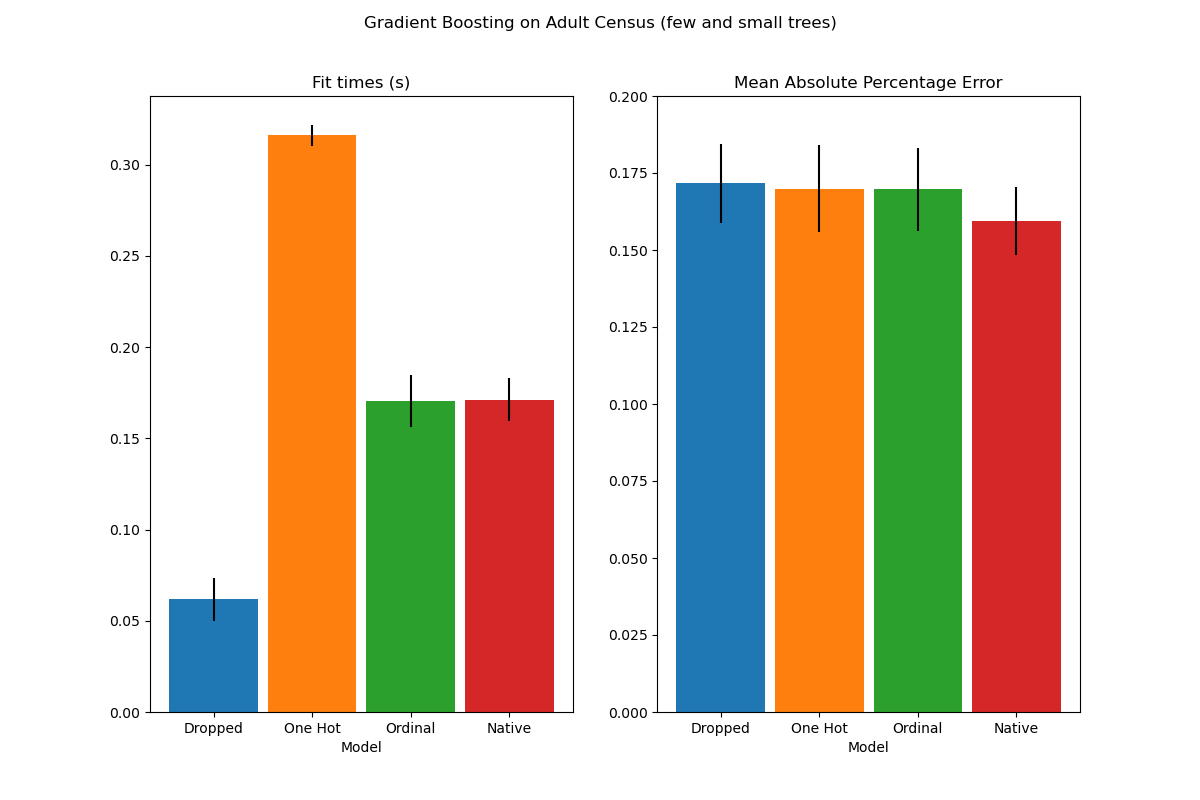 Gradient Boosting on Adult Census (few and small trees)
Fit times (s)
0.30
0.25
0.20
0.15
0.10
0.05
0.00
Dropped One Hot Ordinal Native
Model
Mean Absolute Percentage Error
0.200
0.175
0.150
0.125
0.100
0.075
0.050
0.025
0.000
Dropped One Hot Ordinal Native
Model